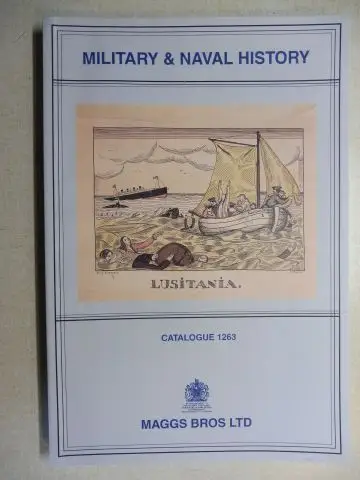 MILITARY & NAVAL HISTORY
LUSiTANiA.
CATALOGUE 1263
MAGGS BROS LTD